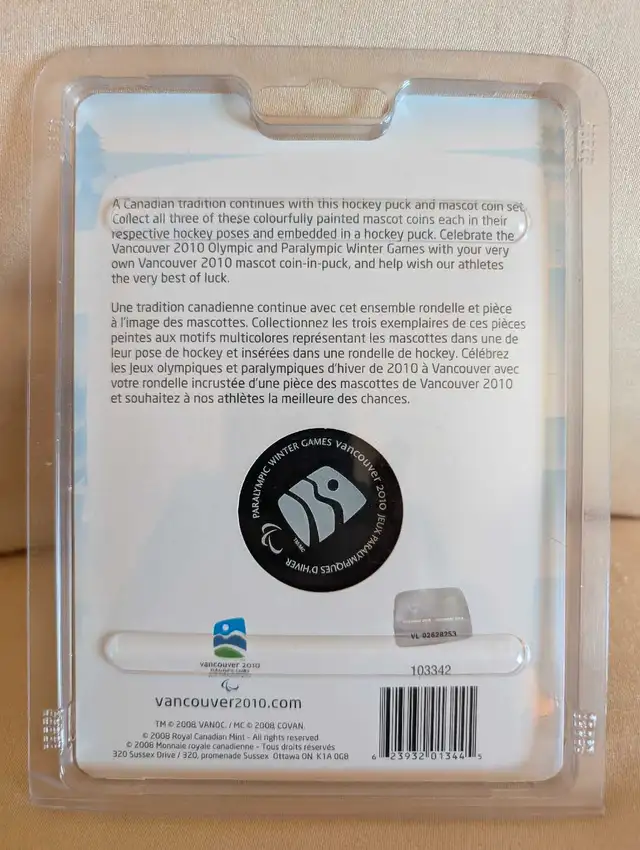 A Canadian tradition continues with this hockey puck and mascot coin set.
Collect all three of these colourfully painted mascot coins each in their
respective hockey poses and embedded in a hockey puck. Celebrate the
Vancouver 2010 Olympic and Paralympic Winter Games with your very
own Vancouver 2010 mascot coin-in-puck, and help wish our athletes
the very best of luck.
Une tradition canadienne continue avec cet ensemble rondelle et pièce
à l'image des mascottes. Collectionnez les trois exemplaires de ces pièces
peintes aux motifs multicolores représentant les mascottes dans une de
leur pose de hockey et insérées dans une rondelle de hockey. Célébrez
les Jeux olympiques et paralympiques d'hiver de 2010 à Vancouver avec
votre rondelle incrustée d'une pièce des mascottes de Vancouver 2010
et souhaitez à nos athlètes la meilleure des chances.
PARALYMPIC WINTER GAMES vancouver 2010 JEUX PARALYMPIQUES D'HIVER
TM/MC
VL 02828253
vancouver 2010
103342
vancouver2010.com
TM © 2008 VANOC. / MC © 2008 COVAN.
© 2008 Royal Canadian Mint - All rights reserved
© 2008 Monnaie royale canadienne - Tous droits réservés
320 Sussex Drive / 320, promenade Sussex Ottawa ON K1A 0G8
6 23932 01344 5